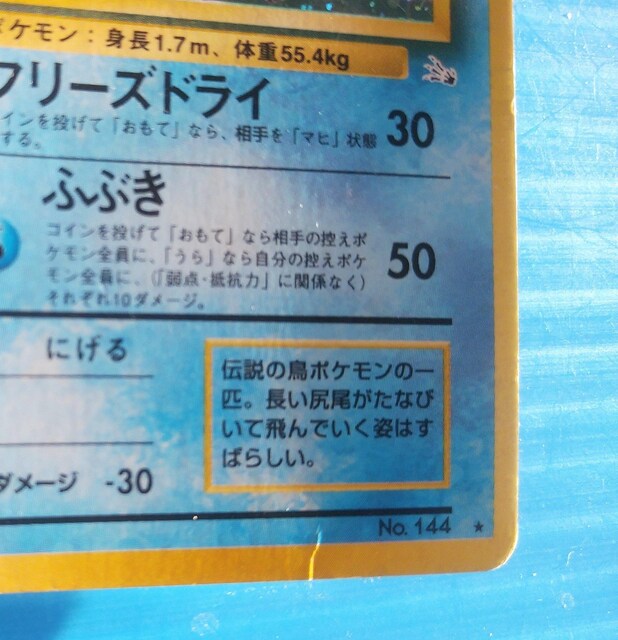 ポケモン：身長1.7m、体重55.4kg
フリーズドライ 30
インを投げて「おもて」なら、相手を「マヒ」状態
する。
ふぶき 50
コインを投げて「おもて」なら相手の控えポ
ケモン全員に、「うら」なら自分の控えポケ
モン全員に、(「弱点・抵抗力」に関係なく)
それぞれ10ダメージ。
にげる
伝説の鳥ポケモンの一
匹。長い尻尾がたなび
いて飛んでいく姿はす
ばらしい。
ダメージ -30
No. 144 ★